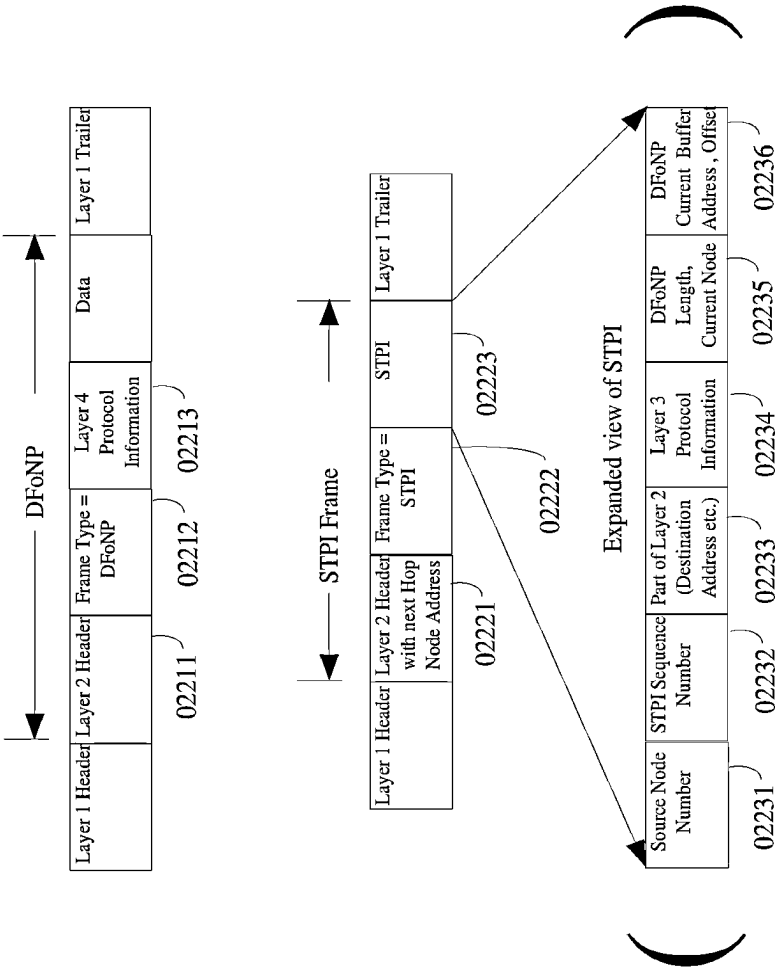 DFoNP
Layer 1 Header
Layer 2 Header
Frame Type =
DFoNP
Layer 4
Protocol
Information
Data
Layer 1 Trailer
02211
02212
02213
STPI Frame
Layer 1 Header
Layer 2 Header
with next Hop
Node Address
Frame Type =
STPI
STPI
Layer 1 Trailer
02221
02222
02223
Expanded view of STPI
Source Node
Number
STPI Sequence
Number
Part of Layer 2
(Destination
Address etc.)
Layer 3
Protocol
Information
DFoNP
Length,
Current Node
DFoNP
Current Buffer
Address , Offset
02231
02232
02233
02234
02235
02236